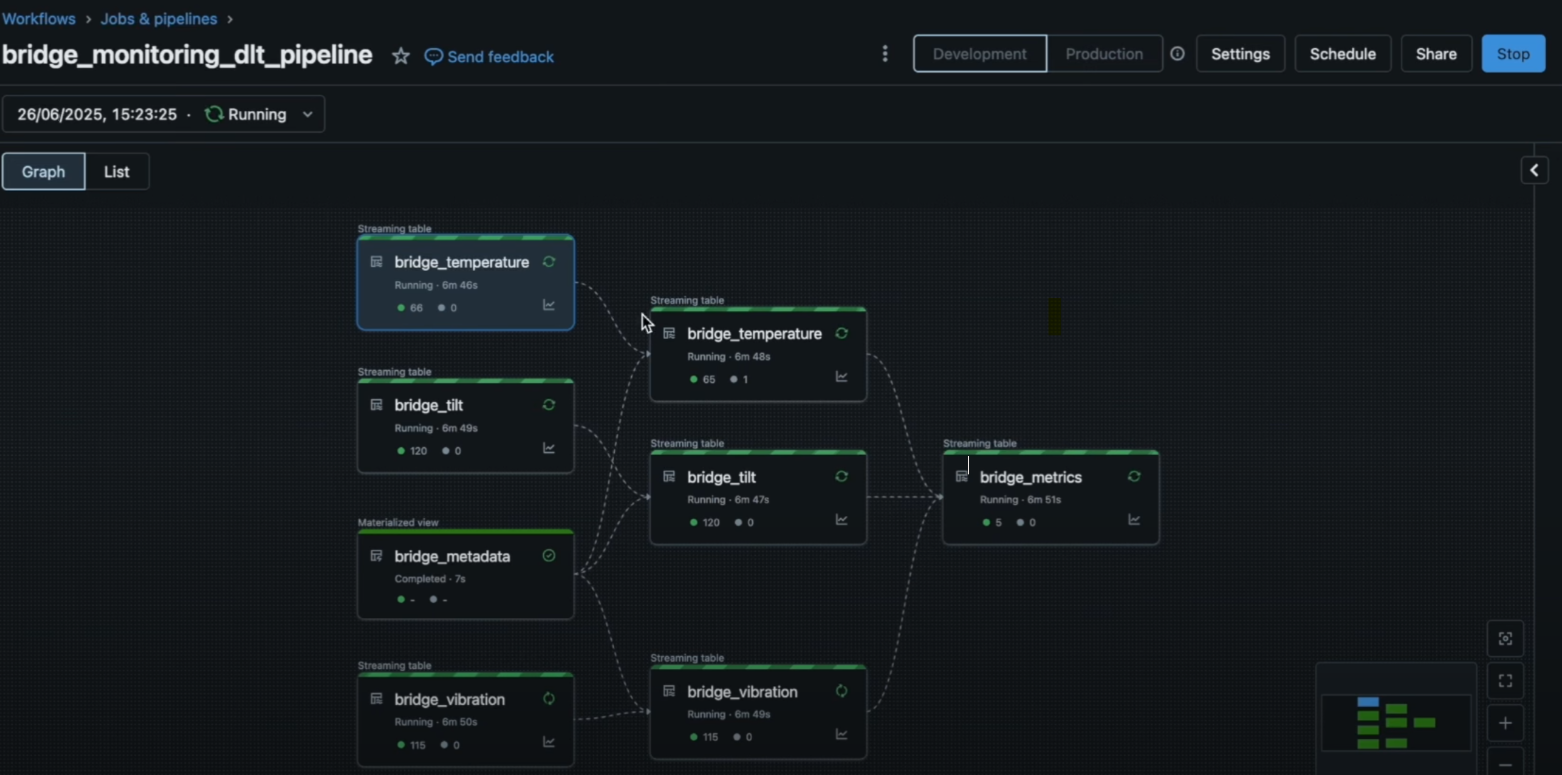 Workflows › Jobs & pipelines ›
bridge_monitoring_dlt_pipeline Send feedback Development Production Settings Schedule Share Stop
26/06/2025, 15:23:25 · Running
Graph List
Streaming table
bridge_temperature
Running · 6m 46s
66 0
Streaming table
bridge_tilt
Running · 6m 49s
120 0
Materialized view
bridge_metadata
Completed · 7s
- -
Streaming table
bridge_vibration
Running · 6m 50s
115 0
Streaming table
bridge_temperature
Running · 6m 48s
65 1
Streaming table
bridge_tilt
Running · 6m 47s
120 0
Streaming table
bridge_vibration
Running · 6m 49s
115 0
Streaming table
bridge_metrics
Running · 6m 51s
5 0